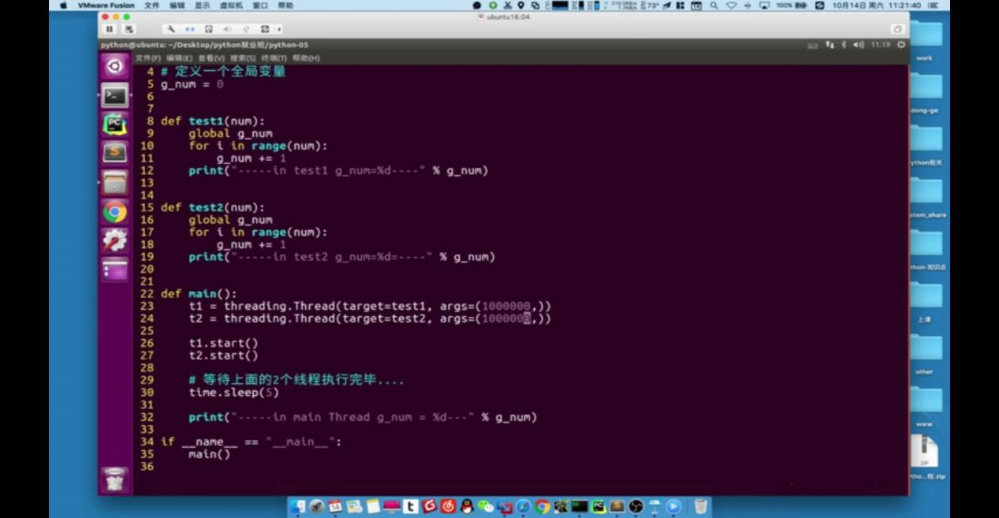 VMware Fusion 文件 编辑 显示 虚拟机 窗口 帮助 100% 10月14日 周六 11:21:40
ubuntu16.04
python@ubuntu: ~/Desktop/python就业班/python-05 11:19
文件(F) 编辑(E) 查看(V) 搜索(S) 终端(T) 帮助(H)
4 # 定义一个全局变量
5 g_num = 0
6
7
8 def test1(num):
9 global g_num
10 for i in range(num):
11 g_num += 1
12 print("-----in test1 g_num=%d----" % g_num)
13
14
15 def test2(num):
16 global g_num
17 for i in range(num):
18 g_num += 1
19 print("-----in test2 g_num=%d=----" % g_num)
20
21
22 def main():
23 t1 = threading.Thread(target=test1, args=(1000000,))
24 t2 = threading.Thread(target=test2, args=(1000000,))
25
26 t1.start()
27 t2.start()
28
29 # 等待上面的2个线程执行完毕....
30 time.sleep(5)
31
32 print("-----in main Thread g_num = %d---" % g_num)
33
34 if __name__ == "__main__":
35 main()
36
work
dong-ge
ython相关
stem_share
thon-知识点
上课
other
www
ZIP